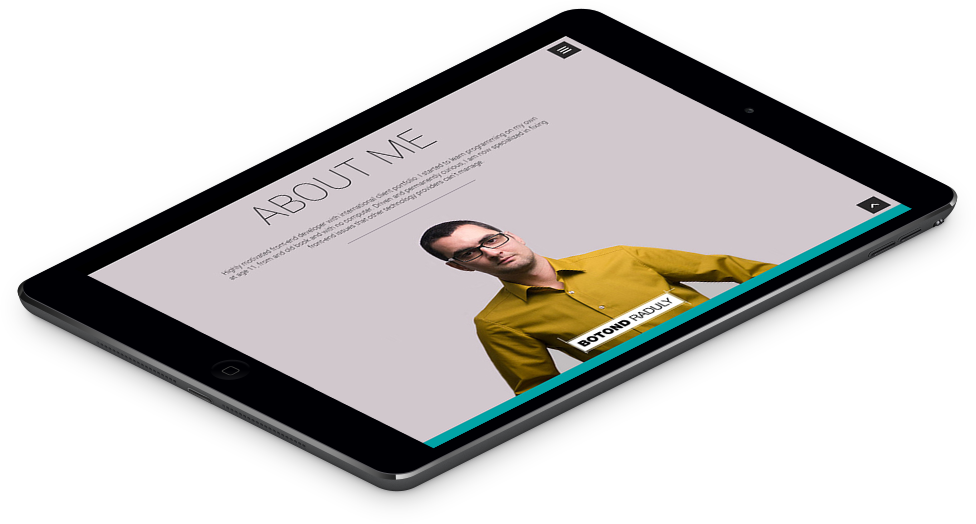 ABOUT ME
Highly motivated front-end developer with international client portfolio. I started to learn programming on my own
at age 11, from and old book and with no computer. Driven and permanently curious. I am now specialized in fixing
front-end issues that other technology providers can't manage
BOTOND RADULY